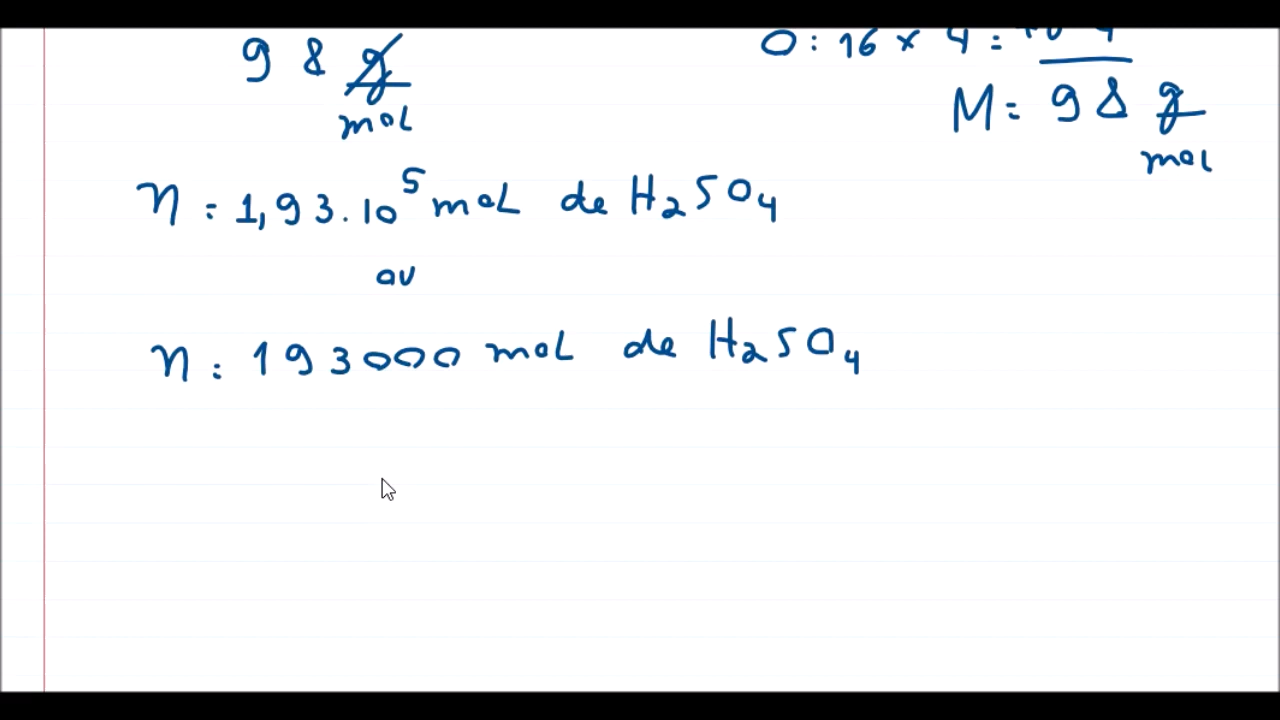 98 g
O: 16 x 4 =
mol
M = 98 g
mol
n = 1,93.10⁵ mol de H₂SO₄
ou
n = 193000 mol de H₂SO₄